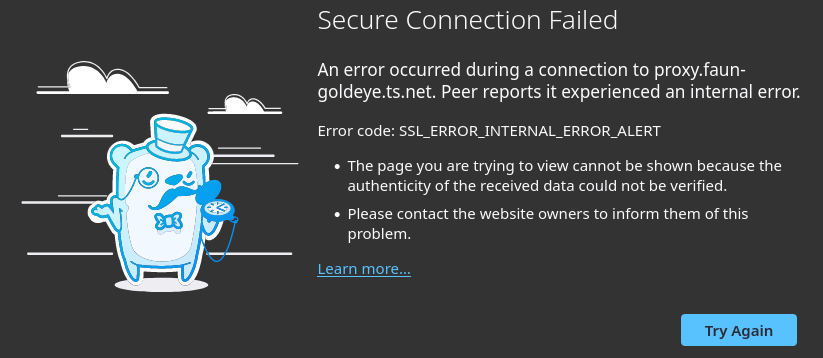 Secure Connection Failed
An error occurred during a connection to proxy.faun-
goldeye.ts.net. Peer reports it experienced an internal error.
Error code: SSL_ERROR_INTERNAL_ERROR_ALERT
• The page you are trying to view cannot be shown because the
authenticity of the received data could not be verified.
• Please contact the website owners to inform them of this
problem.
Learn more...
Try Again